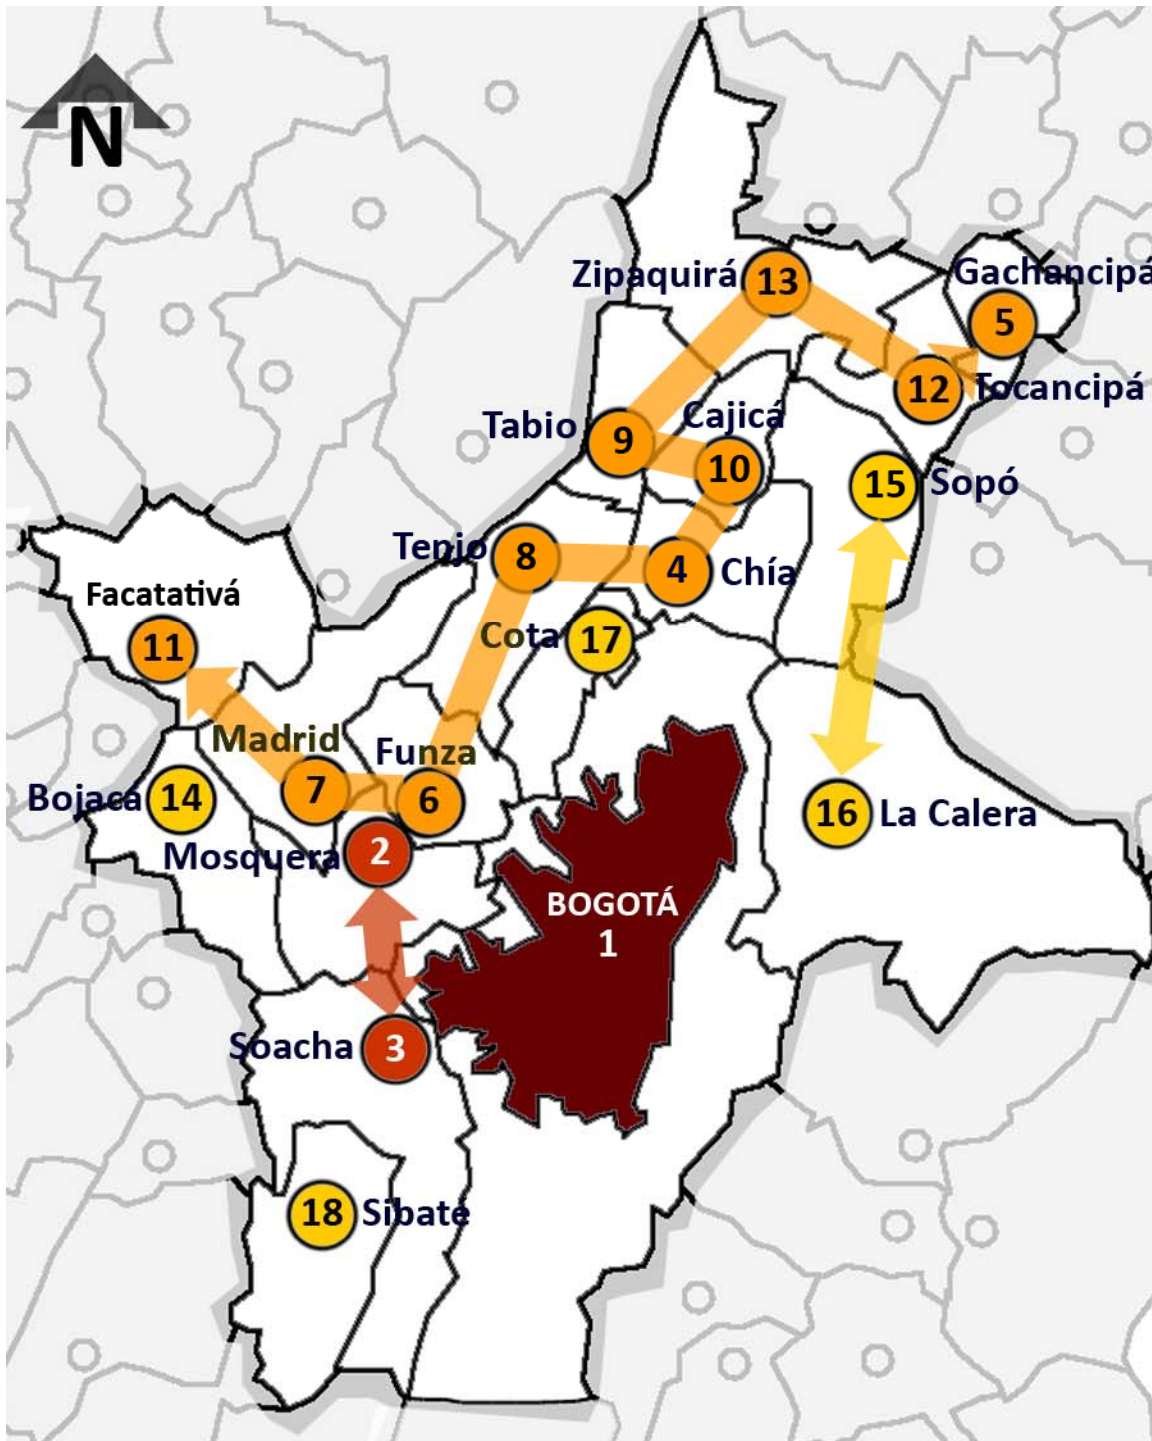 N
Zipaquirá
13
Gachancipá
5
12
Tocancipá
Tabio
9
Cajicá
10
15
Sopó
Tenjo
8
4
Chía
Facatativá
11
Cota
17
Madrid
7
Funza
6
Bojacá
14
16
La Calera
Mosquera
2
BOGOTÁ
1
Soacha
3
18
Sibaté